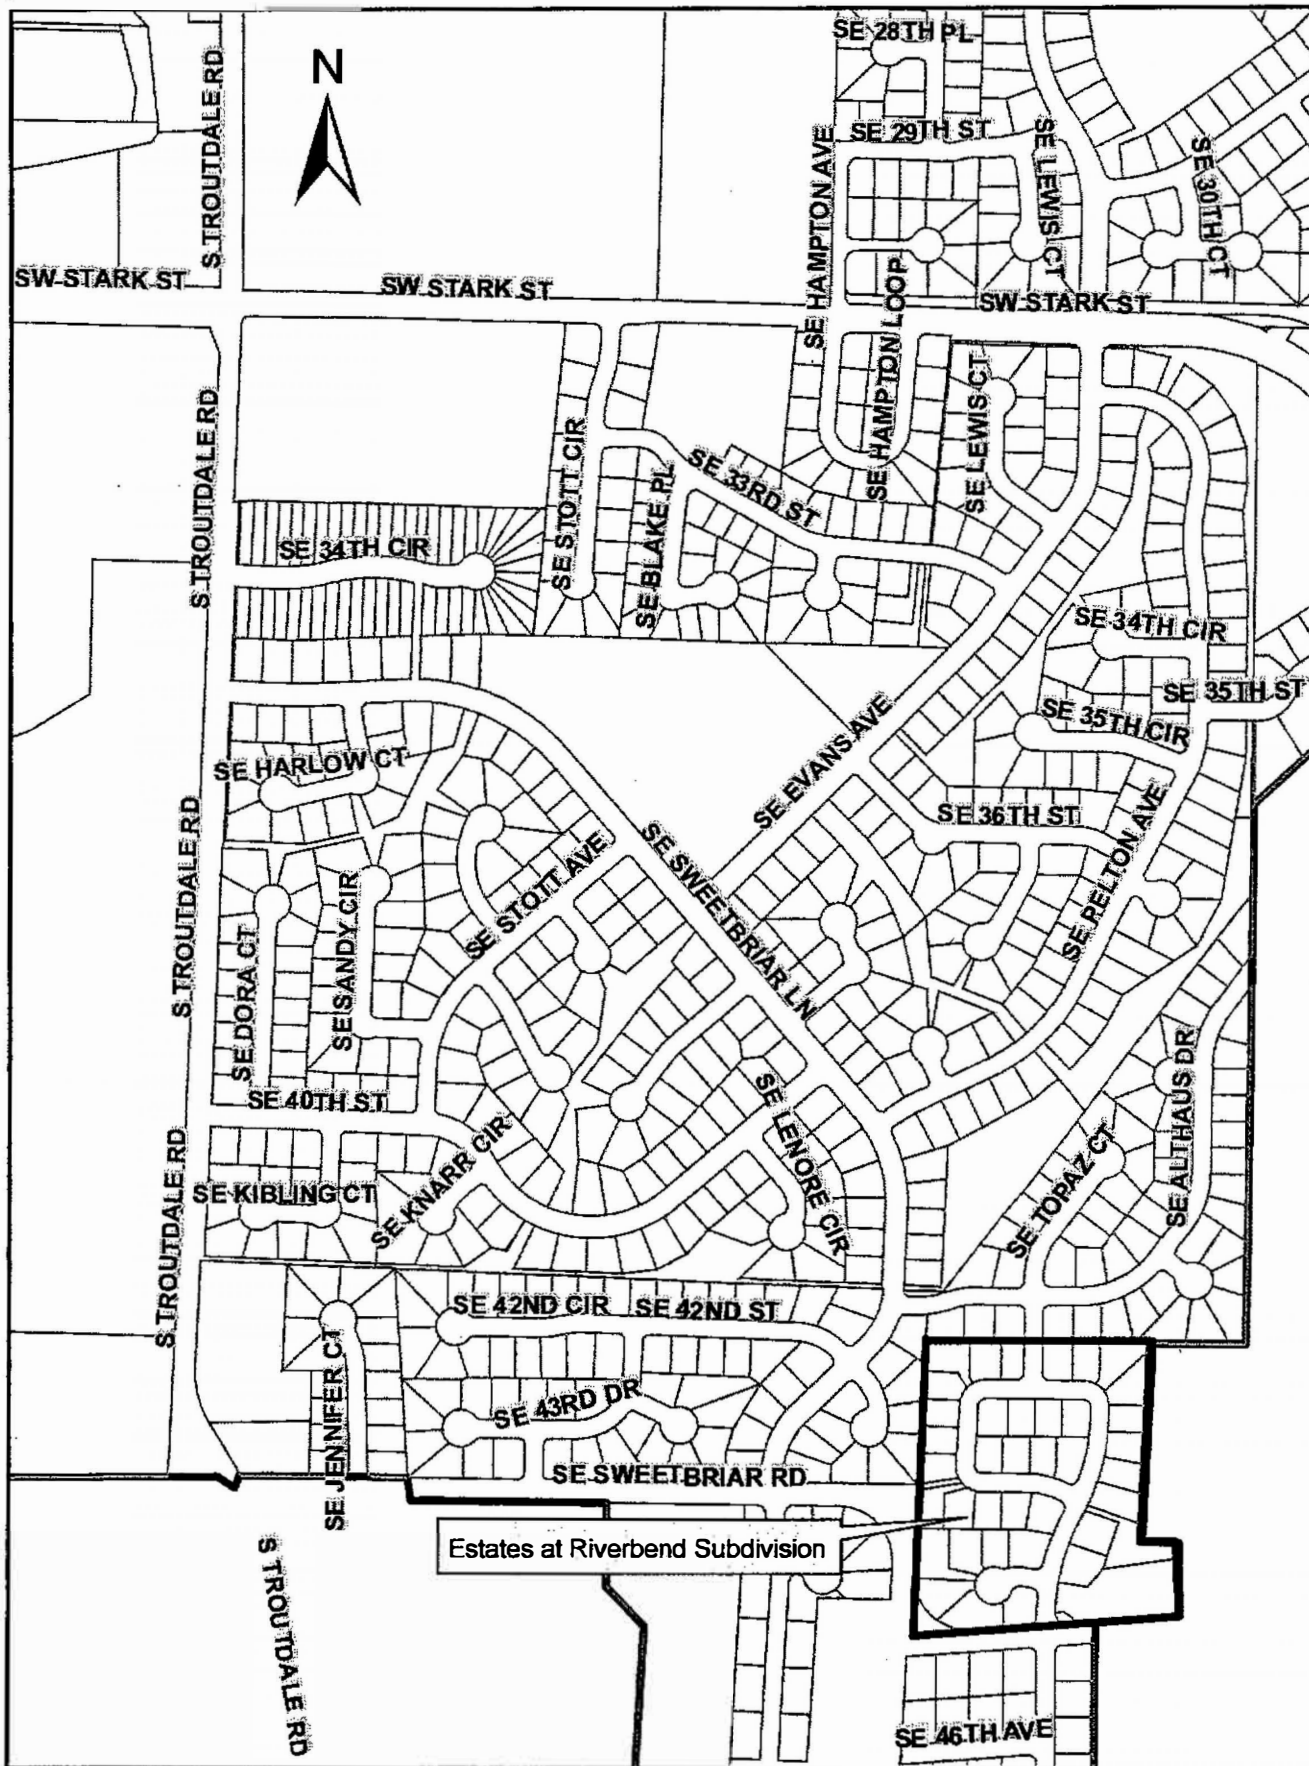 SE 28TH PL
S TROUTDALE RD
N
SE 29TH ST
SE HAMPTON AVE
SE LEWIS CT
SE 30TH CT
SW STARK ST
SW STARK ST
SW STARK ST
SE HAMPTON LOOP
S TROUTDALE RD
SE STOTT CIR
SE LEWIS CT
SE 33RD ST
SE BLAKE PL
SE 34TH CIR
SE 34TH CIR
SE 35TH ST
SE 35TH CIR
SE EVANS AVE
SE HARLOW CT
SE 36TH ST
SE PELTON AVE
S TROUTDALE RD
SE STOTT AVE
SE SWEETBRIAR LN
SE SANDY CIR
SE DORA CT
SE ALTHAUS DR
SE 40TH ST
SE LENORE CIR
SE KNARR CIR
SE TOPAZ CT
S TROUTDALE RD
SE KIBLING CT
SE 42ND CIR
SE 42ND ST
SE JENNIFER CT
SE 43RD DR
SE SWEETBRIAR RD
Estates at Riverbend Subdivision
S TROUTDALE RD
SE 46TH AVE